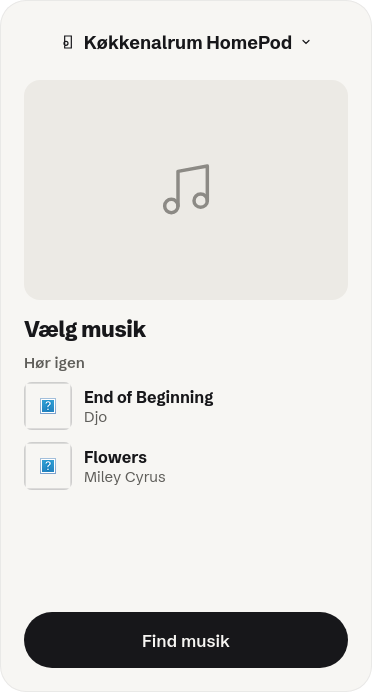 Køkkenalrum HomePod
Vælg musik
Hør igen
End of Beginning
Djo
Flowers
Miley Cyrus
Find musik